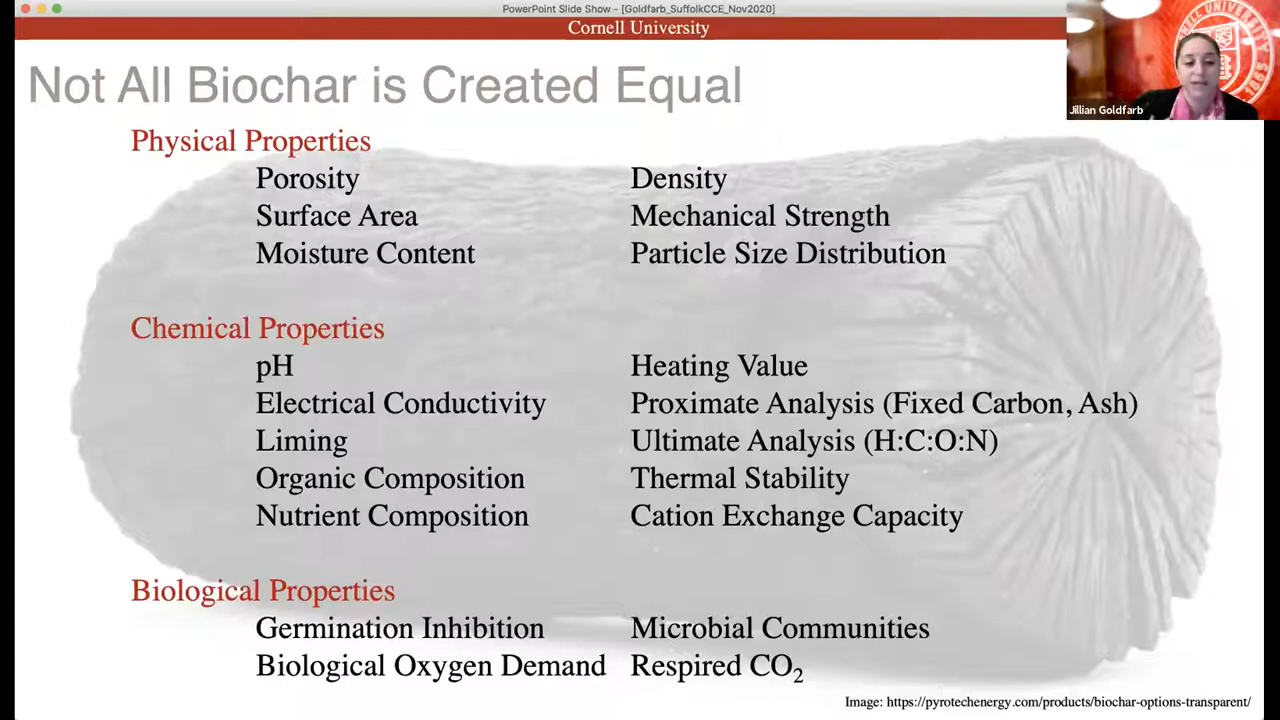 PowerPoint Slide Show - [Goldfarb_SuffolkCCE_Nov2020]
Cornell University
Jillian Goldfarb
Not All Biochar is Created Equal
Physical Properties
Porosity Density
Surface Area Mechanical Strength
Moisture Content Particle Size Distribution
Chemical Properties
pH Heating Value
Electrical Conductivity Proximate Analysis (Fixed Carbon, Ash)
Liming Ultimate Analysis (H:C:O:N)
Organic Composition Thermal Stability
Nutrient Composition Cation Exchange Capacity
Biological Properties
Germination Inhibition Microbial Communities
Biological Oxygen Demand Respired CO₂
Image: https://pyrotechenergy.com/products/biochar-options-transparent/